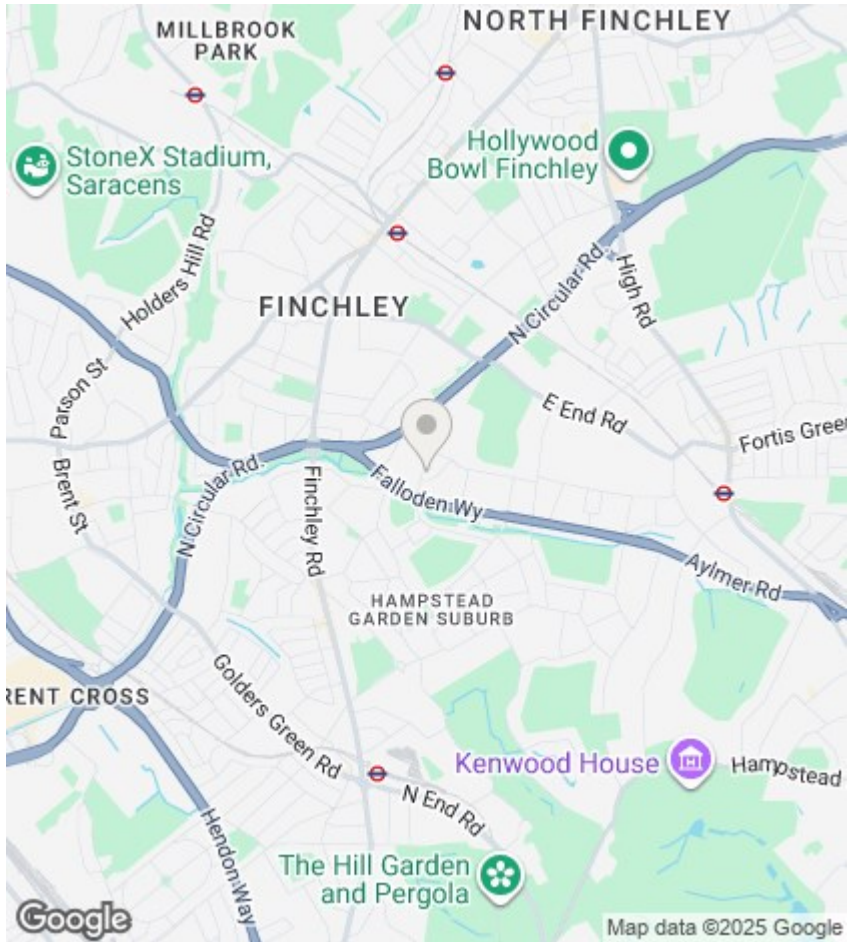 NORTH FINCHLEY
MILLBROOK
PARK
Hollywood
Bowl Finchley
StoneX Stadium,
Saracens
Holders Hill Rd
FINCHLEY
N Circular Rd.
High Rd
Parson St
E End Rd
Fortis Green
Brent St
N Circular Rd.
Finchley Rd
Falloden Wy
Aylmer Rd
HAMPSTEAD
GARDEN SUBURB
RENT CROSS
Golders Green Rd
Kenwood House
Hampstead
N End Rd
Hendon Way
The Hill Garden
and Pergola
Google
Map data ©2025 Google